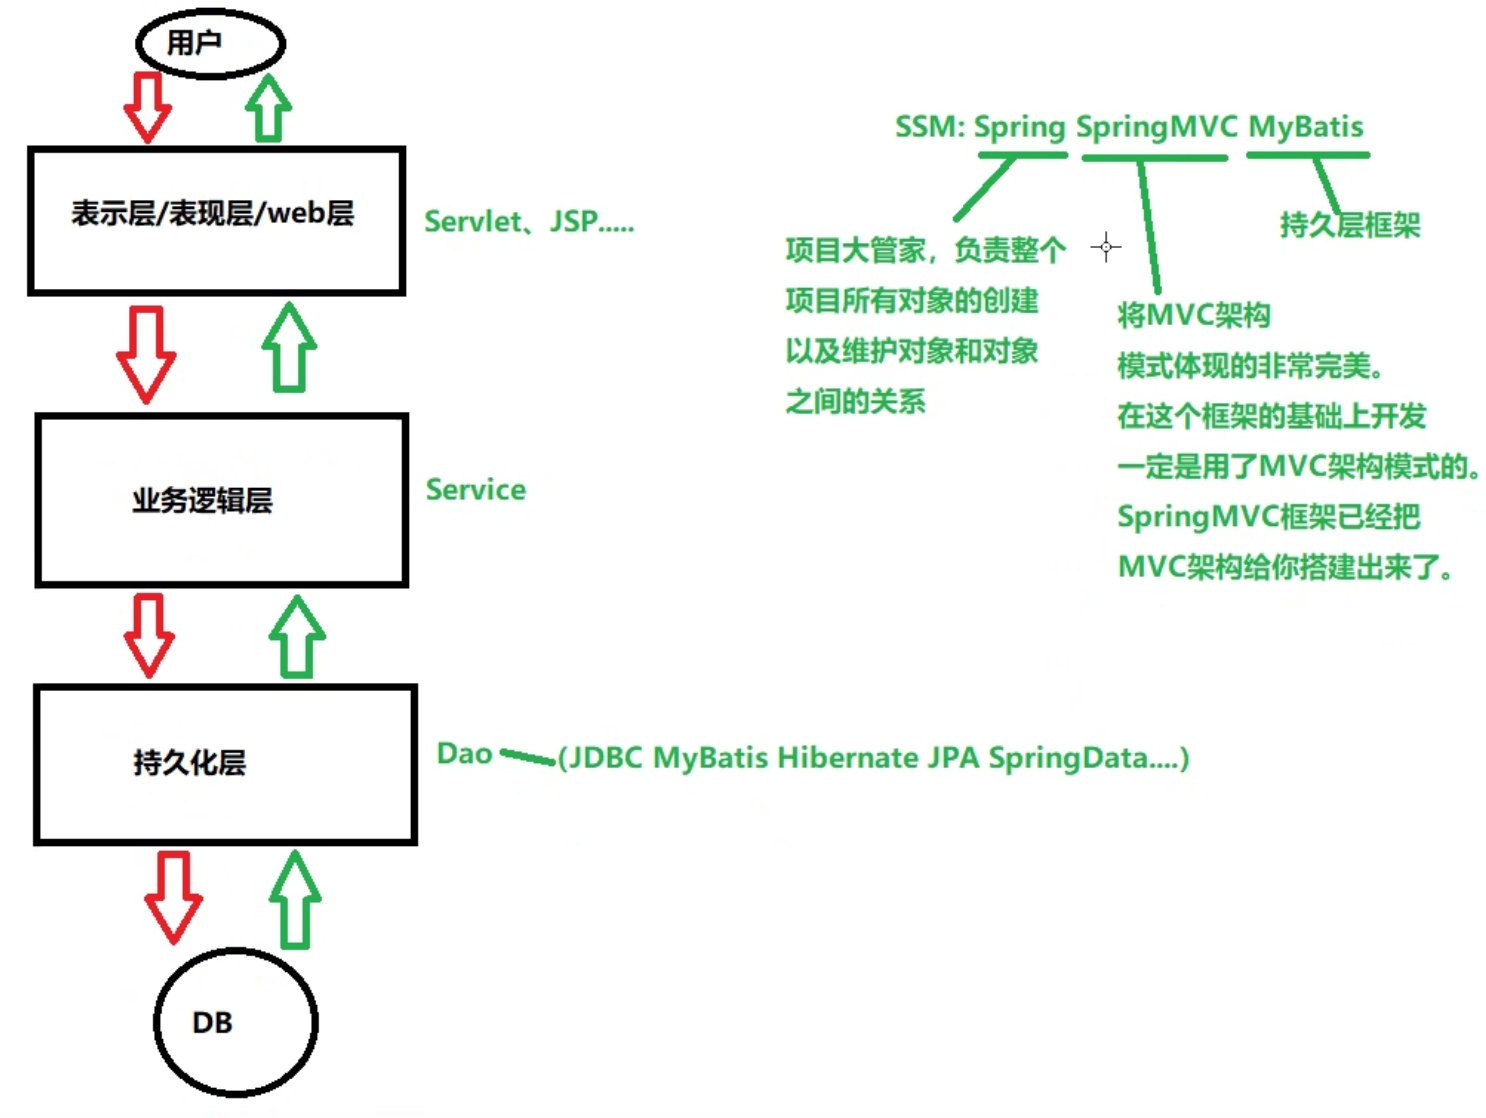 用户
表示层/表现层/web层
Servlet、JSP.....
业务逻辑层
Service
持久化层
Dao
(JDBC MyBatis Hibernate JPA SpringData....)
DB
SSM: Spring SpringMVC MyBatis
项目大管家，负责整个
项目所有对象的创建
以及维护对象和对象
之间的关系
将MVC架构
模式体现的非常完美。
在这个框架的基础上开发
一定是用了MVC架构模式的。
SpringMVC框架已经把
MVC架构给你搭建出来了。
持久层框架